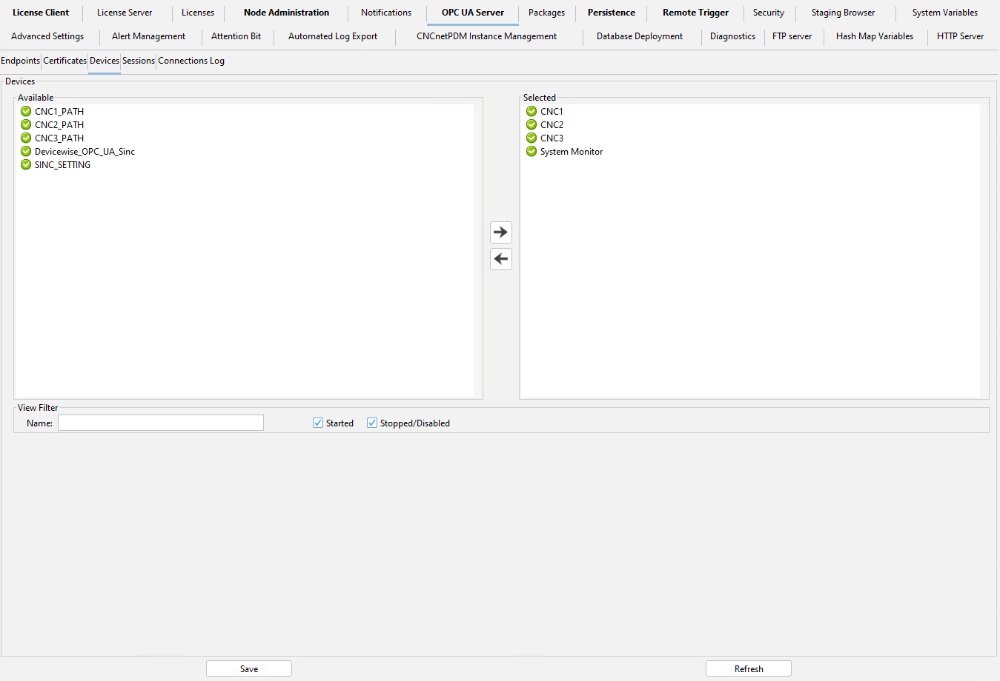 License Client License Server Licenses Node Administration Notifications OPC UA Server Packages Persistence Remote Trigger Security Staging Browser System Variables
Advanced Settings Alert Management Attention Bit Automated Log Export CNCnetPDM Instance Management Database Deployment Diagnostics FTP server Hash Map Variables HTTP Server
Endpoints Certificates Devices Sessions Connections Log
Devices
Available
CNC1_PATH
CNC2_PATH
CNC3_PATH
Devicewise_OPC_UA_Sinc
SINC_SETTING
Selected
CNC1
CNC2
CNC3
System Monitor
View Filter
Name: Started Stopped/Disabled
Save Refresh